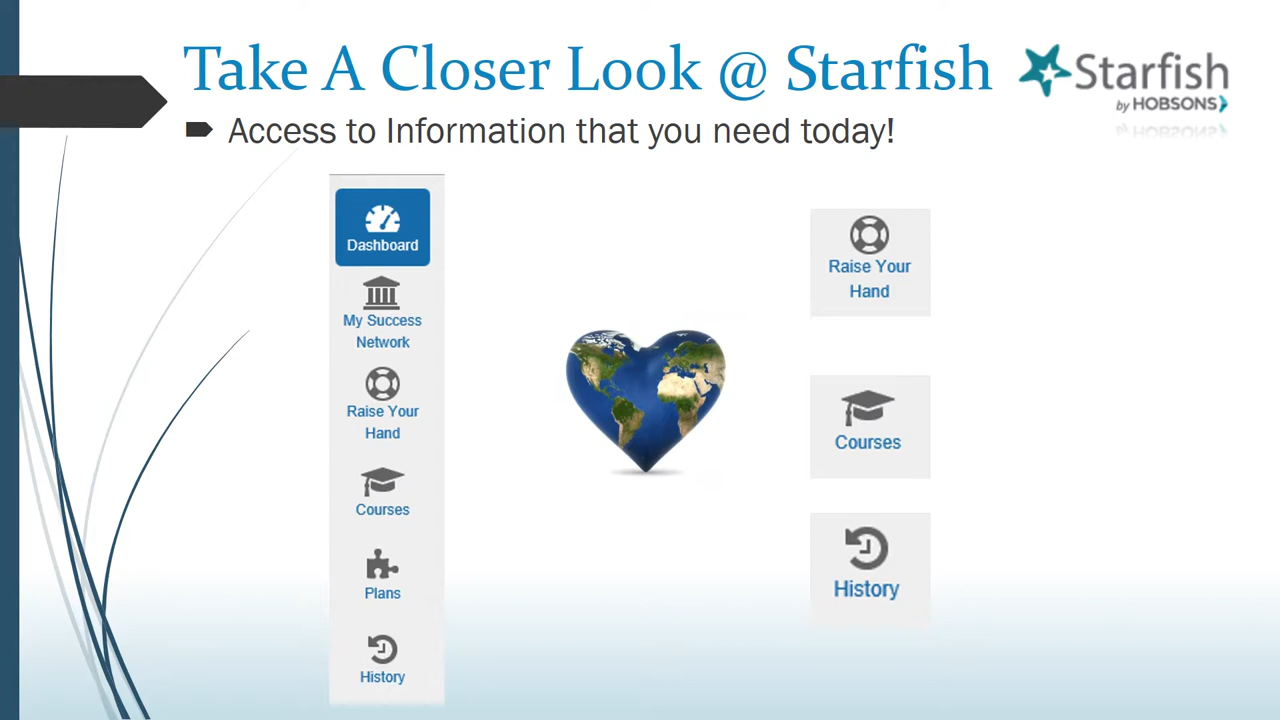 Take A Closer Look @ Starfish
Starfish
by HOBSONS
Access to Information that you need today!
Dashboard
My Success
Network
Raise Your
Hand
Courses
Plans
History
Raise Your
Hand
Courses
History